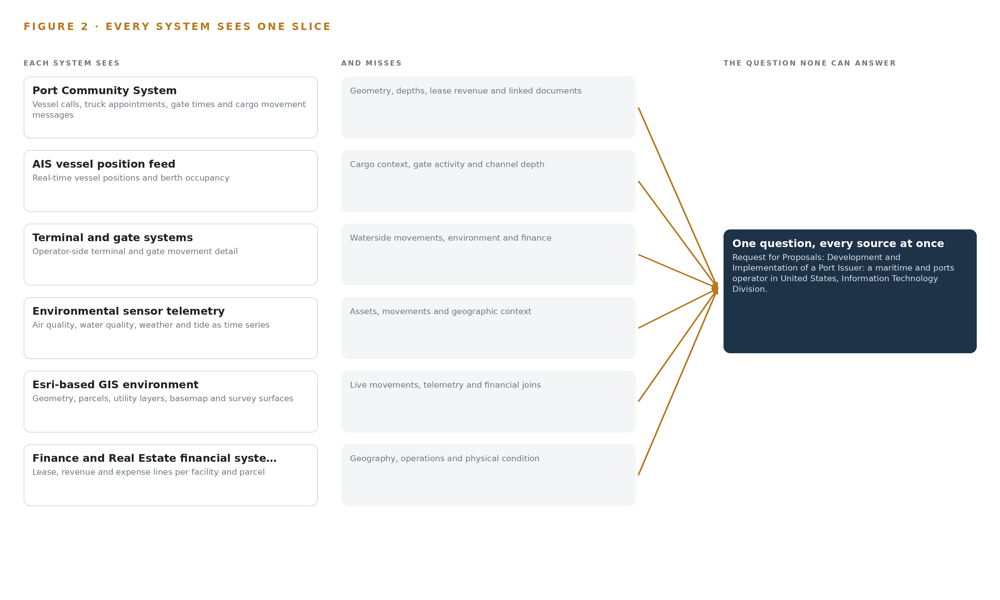 FIGURE 2 · EVERY SYSTEM SEES ONE SLICE
EACH SYSTEM SEES
AND MISSES
THE QUESTION NONE CAN ANSWER
Port Community System
Vessel calls, truck appointments, gate times and cargo movement
messages
Geometry, depths, lease revenue and linked documents
AIS vessel position feed
Real-time vessel positions and berth occupancy
Cargo context, gate activity and channel depth
Terminal and gate systems
Operator-side terminal and gate movement detail
Waterside movements, environment and finance
Environmental sensor telemetry
Air quality, water quality, weather and tide as time series
Assets, movements and geographic context
Esri-based GIS environment
Geometry, parcels, utility layers, basemap and survey surfaces
Live movements, telemetry and financial joins
Finance and Real Estate financial syste…
Lease, revenue and expense lines per facility and parcel
Geography, operations and physical condition
One question, every source at once
Request for Proposals: Development and
Implementation of a Port Issuer: a maritime and ports
operator in United States, Information Technology
Division.